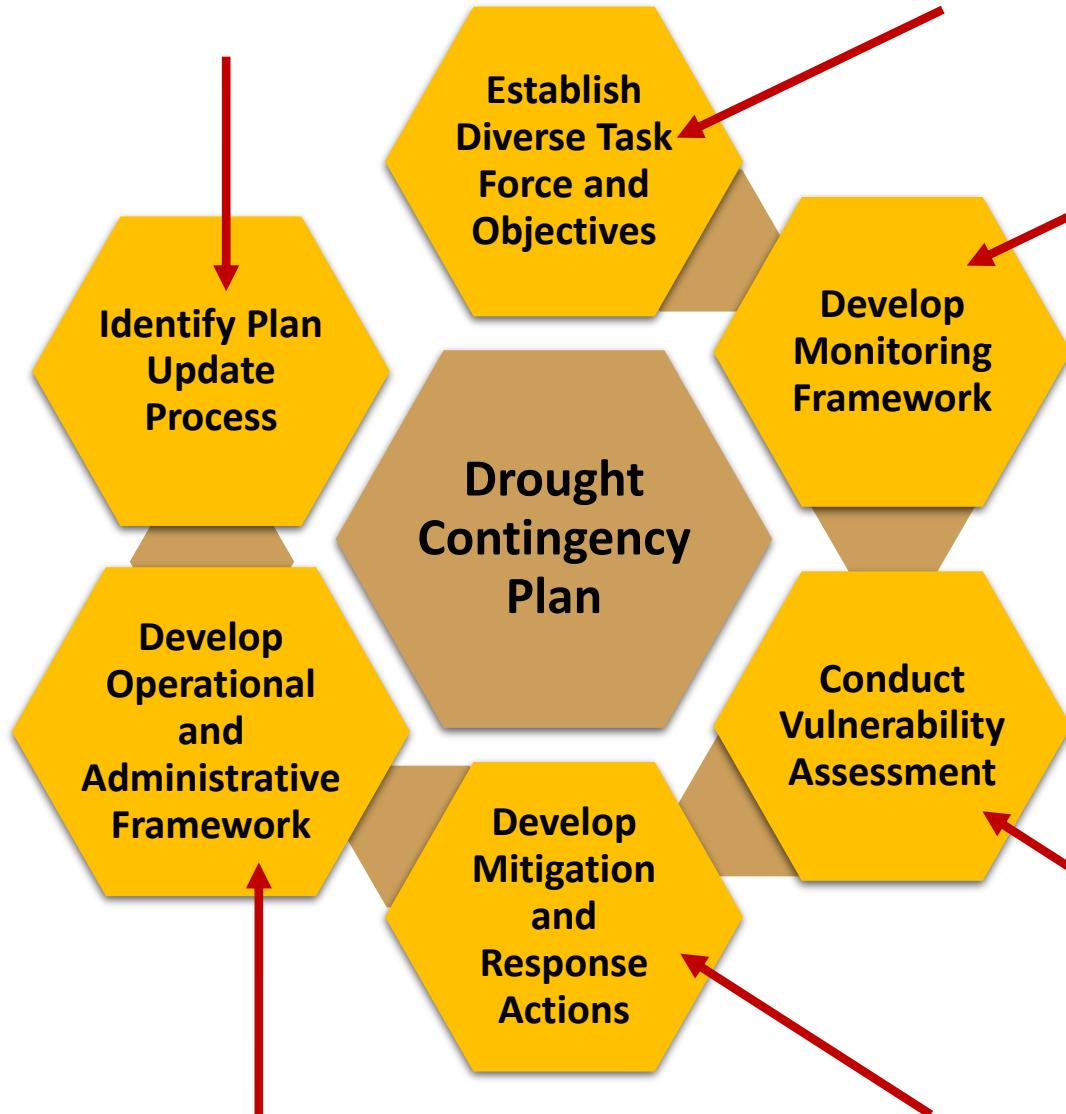 Establish
Diverse Task
Force and
Objectives
Develop
Monitoring
Framework
Conduct
Vulnerability
Assessment
Develop
Mitigation
and
Response
Actions
Develop
Operational
and
Administrative
Framework
Identify Plan
Update
Process
Drought
Contingency
Plan